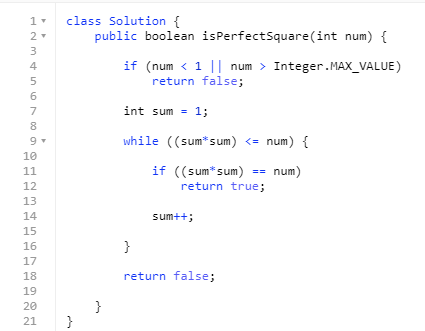 1 class Solution {
2 public boolean isPerfectSquare(int num) {
3
4 if (num < 1 || num > Integer.MAX_VALUE)
5 return false;
6
7 int sum = 1;
8
9 while ((sum*sum) <= num) {
10
11 if ((sum*sum) == num)
12 return true;
13
14 sum++;
15
16 }
17
18 return false;
19
20 }
21 }